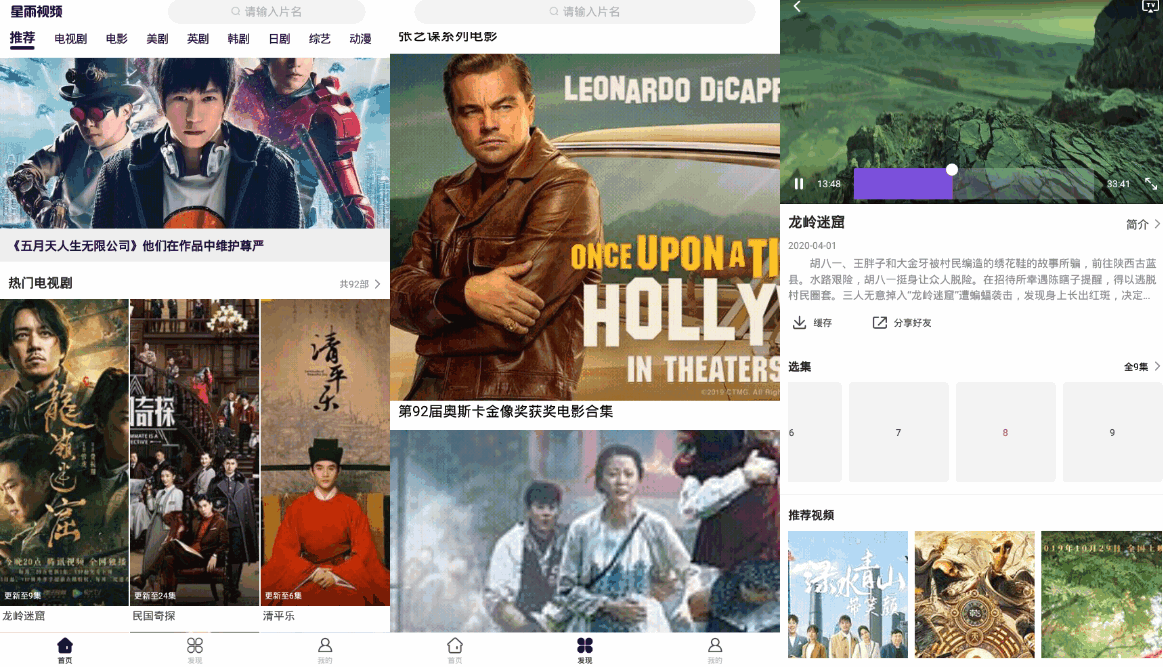 星雨视频
请输入片名
推荐 电视剧 电影 美剧 英剧 韩剧 日剧 综艺 动漫
《五月天人生无限公司》他们在作品中维护尊严
热门电视剧
共92部
龍嶺迷窟
更新至9集
更新至24集
清平乐
更新至6集
龙岭迷窟
民国奇探
清平乐
首页
发现
我的
请输入片名
张艺谋系列电影
LEONARDO DiCAPR
ONCE UPON A TI
HOLLY
IN THEATERS
第92届奥斯卡金像奖获奖电影合集
首页
发现
我的
TV
13:48
33:41
龙岭迷窟
简介
2020-04-01
胡八一、王胖子和大金牙被村民编造的绣花鞋的故事所骗，前往陕西古蓝
县。水路艰险，胡八一挺身让众人脱险。在招待所幸遇陈瞎子提醒，得以逃脱
村民圈套。三人无意掉入“龙岭迷窟”遭蝙蝠袭击，发现身上长出红斑，决定...
缓存
分享好友
选集
全9集
6
7
8
9
推荐视频
绿水青山
带笑颜
019年10月29日 全国上映